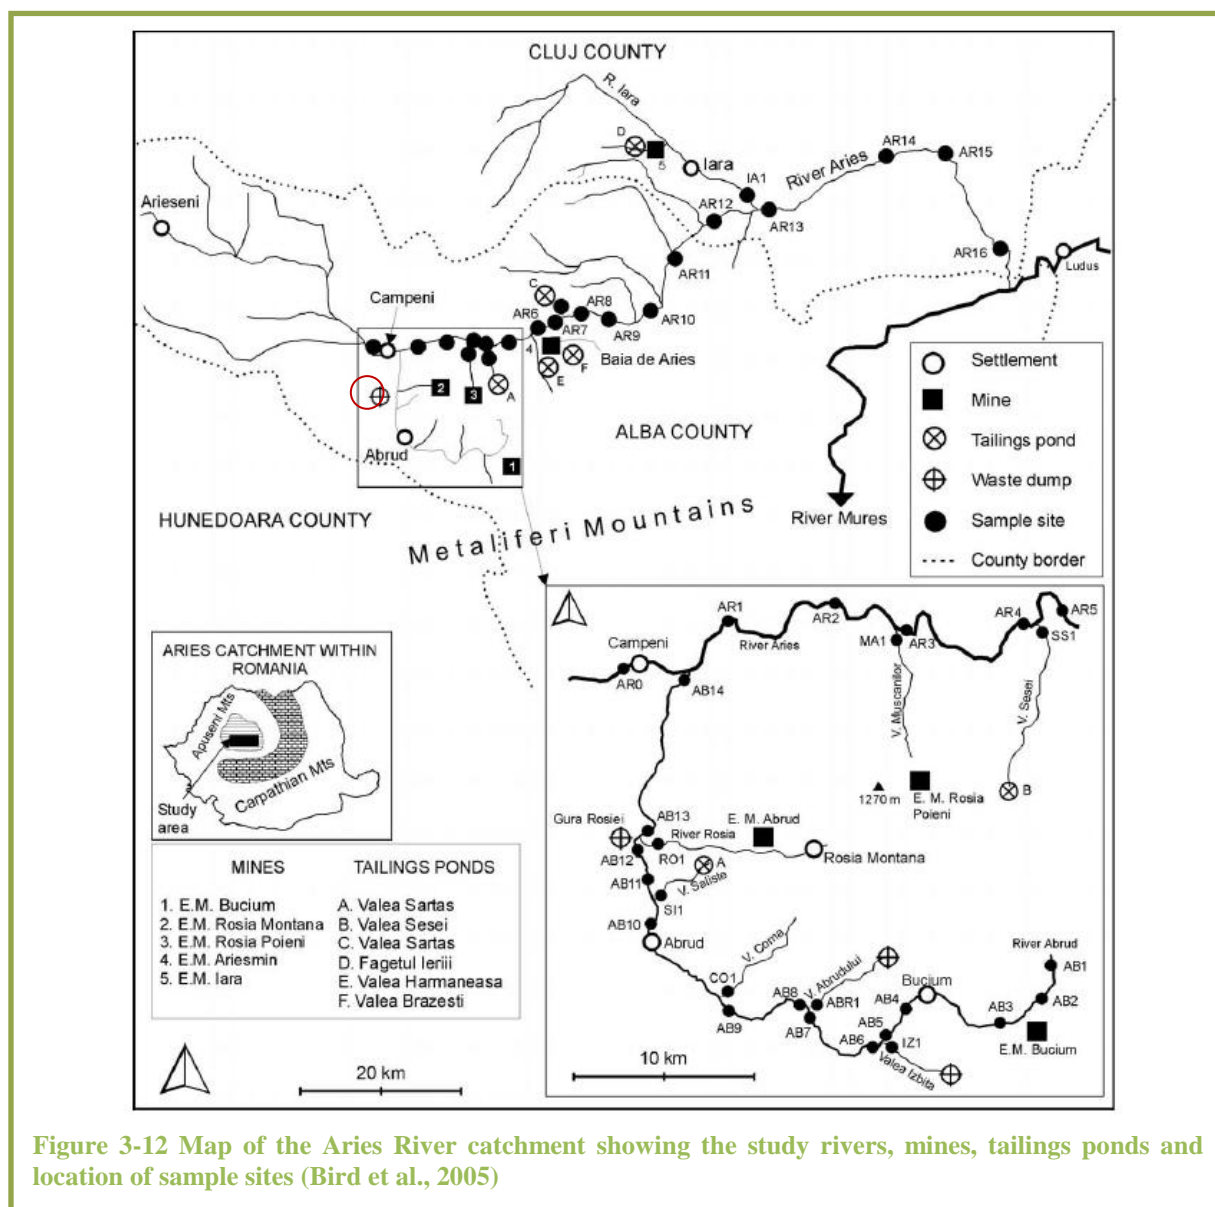 CLUJ COUNTY
R. Iara
D
5
Iara
AR14
AR15
River Aries
IA1
Arieseni
AR12
AR13
AR16
Ludus
AR11
C
Campeni
AR8
AR6
AR7
AR9
AR10
4
Baia de Aries
F
E
2
3
A
ALBA COUNTY
Abrud
1
HUNEDOARA COUNTY
Metaliferi Mountains
River Mures
Settlement
Mine
Tailings pond
Waste dump
Sample site
County border
ARIES CATCHMENT WITHIN
ROMANIA
Apuseni Mts
Carpathian Mts
Study
area
MINES
1. E.M. Bucium
2. E.M. Rosia Montana
3. E.M. Rosia Poieni
4. E.M. Ariesmin
5. E.M. Iara
TAILINGS PONDS
A. Valea Sartas
B. Valea Sesei
C. Valea Sartas
D. Fagetul Ierii
E. Valea Harmaneasa
F. Valea Brazesti
20 km
AR1
AR2
AR4
AR5
River Aries
MA1
AR3
SS1
Campeni
AR0
AB14
V. Muscanilor
V. Sesei
1270 m
E. M. Rosia
Poieni
B
Gura Rosiei
AB13
River Rosia
E. M. Abrud
AB12
RO1
Rosia Montana
A
AB11
V. Saliste
SI1
AB10
Abrud
V. Corna
River Abrud
CO1
V. Abrudului
Bucium
AB1
AB8
ABR1
AB4
AB2
AB9
AB7
AB5
AB3
AB6
IZ1
E.M. Bucium
Valea Izbita
10 km
Figure 3-12 Map of the Aries River catchment showing the study rivers, mines, tailings ponds and
location of sample sites (Bird et al., 2005)